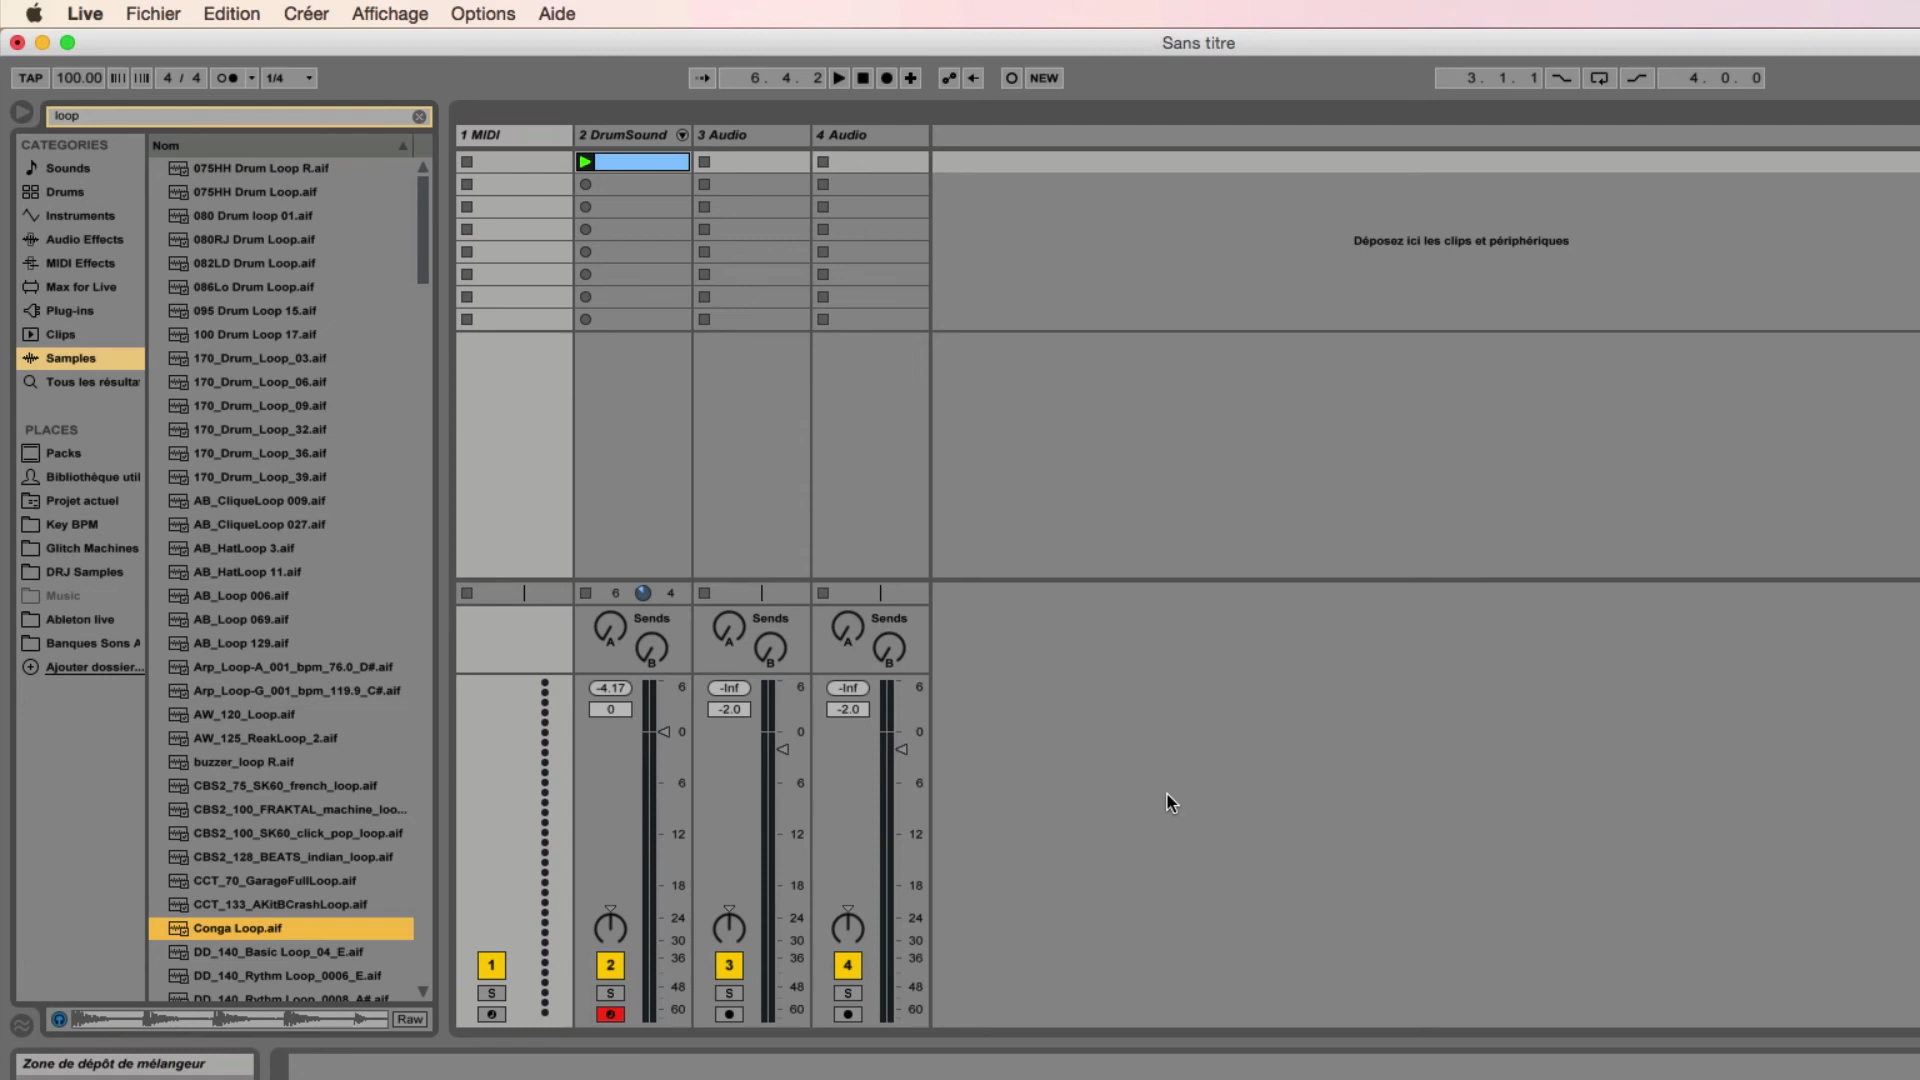 Live Fichier Edition Créer Affichage Options Aide
Sans titre
TAP 100.00 4 / 4 1/4 6. 4. 2 NEW 3. 1. 1 4. 0. 0
loop
CATEGORIES
Sounds
Drums
Instruments
Audio Effects
MIDI Effects
Max for Live
Plug-ins
Clips
Samples
Tous les résulta
PLACES
Packs
Bibliothèque util
Projet actuel
Key BPM
Glitch Machines
DRJ Samples
Music
Ableton live
Banques Sons A
Ajouter dossier...
Nom
075HH Drum Loop R.aif
075HH Drum Loop.aif
080 Drum loop 01.aif
080RJ Drum Loop.aif
082LD Drum Loop.aif
086Lo Drum Loop.aif
095 Drum Loop 15.aif
100 Drum Loop 17.aif
170_Drum_Loop_03.aif
170_Drum_Loop_06.aif
170_Drum_Loop_09.aif
170_Drum_Loop_32.aif
170_Drum_Loop_36.aif
170_Drum_Loop_39.aif
AB_CliqueLoop 009.aif
AB_CliqueLoop 027.aif
AB_HatLoop 3.aif
AB_HatLoop 11.aif
AB_Loop 006.aif
AB_Loop 069.aif
AB_Loop 129.aif
Arp_Loop-A_001_bpm_76.0_D#.aif
Arp_Loop-G_001_bpm_119.9_C#.aif
AW_120_Loop.aif
AW_125_ReakLoop_2.aif
buzzer_loop R.aif
CBS2_75_SK60_french_loop.aif
CBS2_100_FRAKTAL_machine_loo...
CBS2_100_SK60_click_pop_loop.aif
CBS2_128_BEATS_indian_loop.aif
CCT_70_GarageFullLoop.aif
CCT_133_AKitBCrashLoop.aif
Conga Loop.aif
DD_140_Basic Loop_04_E.aif
DD_140_Rythm Loop_0006_E.aif
DD_140_Rythm Loop_0008_A#.aif
Raw
1 MIDI 2 DrumSound 3 Audio 4 Audio
Déposez ici les clips et périphériques
6 4
Sends Sends Sends
A A A
B B B
-4.17 6 -Inf 6 -Inf 6
0 -2.0 -2.0
0 0 0
6 6 6
12 12 12
18 18 18
24 24 24
30 30 30
36 36 36
1 2 3 4
48 48 48
S S S S
60 60 60
Zone de dépôt de mélangeur